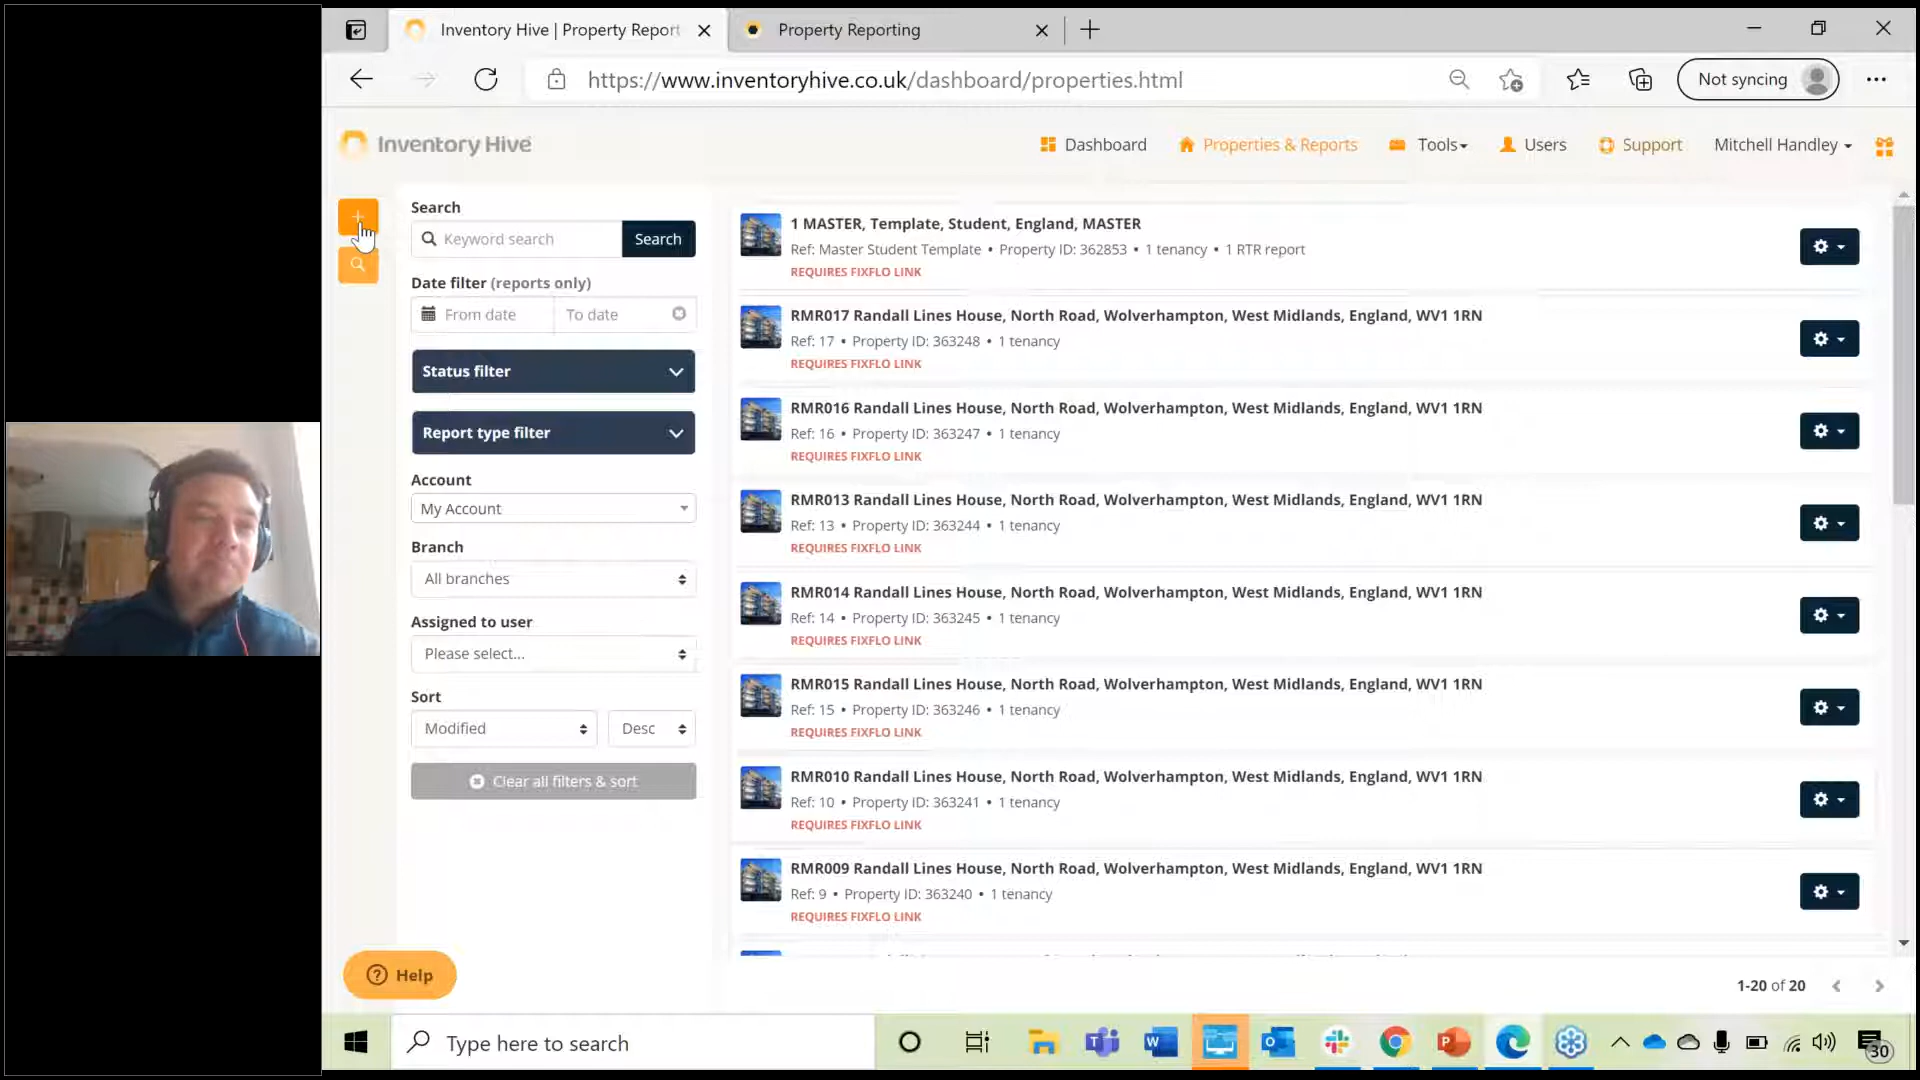 Inventory Hive | Property Report
Property Reporting
https://www.inventoryhive.co.uk/dashboard/properties.html
Not syncing
Inventory Hive
Dashboard
Properties & Reports
Tools
Users
Support
Mitchell Handley
Search
Keyword search
Search
Date filter (reports only)
From date
To date
Status filter
Report type filter
Account
My Account
Branch
All branches
Assigned to user
Please select...
Sort
Modified
Desc
Clear all filters & sort
1 MASTER, Template, Student, England, MASTER
Ref: Master Student Template • Property ID: 362853 • 1 tenancy • 1 RTR report
REQUIRES FIXFLO LINK
RMR017 Randall Lines House, North Road, Wolverhampton, West Midlands, England, WV1 1RN
Ref: 17 • Property ID: 363248 • 1 tenancy
REQUIRES FIXFLO LINK
RMR016 Randall Lines House, North Road, Wolverhampton, West Midlands, England, WV1 1RN
Ref: 16 • Property ID: 363247 • 1 tenancy
REQUIRES FIXFLO LINK
RMR013 Randall Lines House, North Road, Wolverhampton, West Midlands, England, WV1 1RN
Ref: 13 • Property ID: 363244 • 1 tenancy
REQUIRES FIXFLO LINK
RMR014 Randall Lines House, North Road, Wolverhampton, West Midlands, England, WV1 1RN
Ref: 14 • Property ID: 363245 • 1 tenancy
REQUIRES FIXFLO LINK
RMR015 Randall Lines House, North Road, Wolverhampton, West Midlands, England, WV1 1RN
Ref: 15 • Property ID: 363246 • 1 tenancy
REQUIRES FIXFLO LINK
RMR010 Randall Lines House, North Road, Wolverhampton, West Midlands, England, WV1 1RN
Ref: 10 • Property ID: 363241 • 1 tenancy
REQUIRES FIXFLO LINK
RMR009 Randall Lines House, North Road, Wolverhampton, West Midlands, England, WV1 1RN
Ref: 9 • Property ID: 363240 • 1 tenancy
REQUIRES FIXFLO LINK
Help
1-20 of 20
Type here to search
30